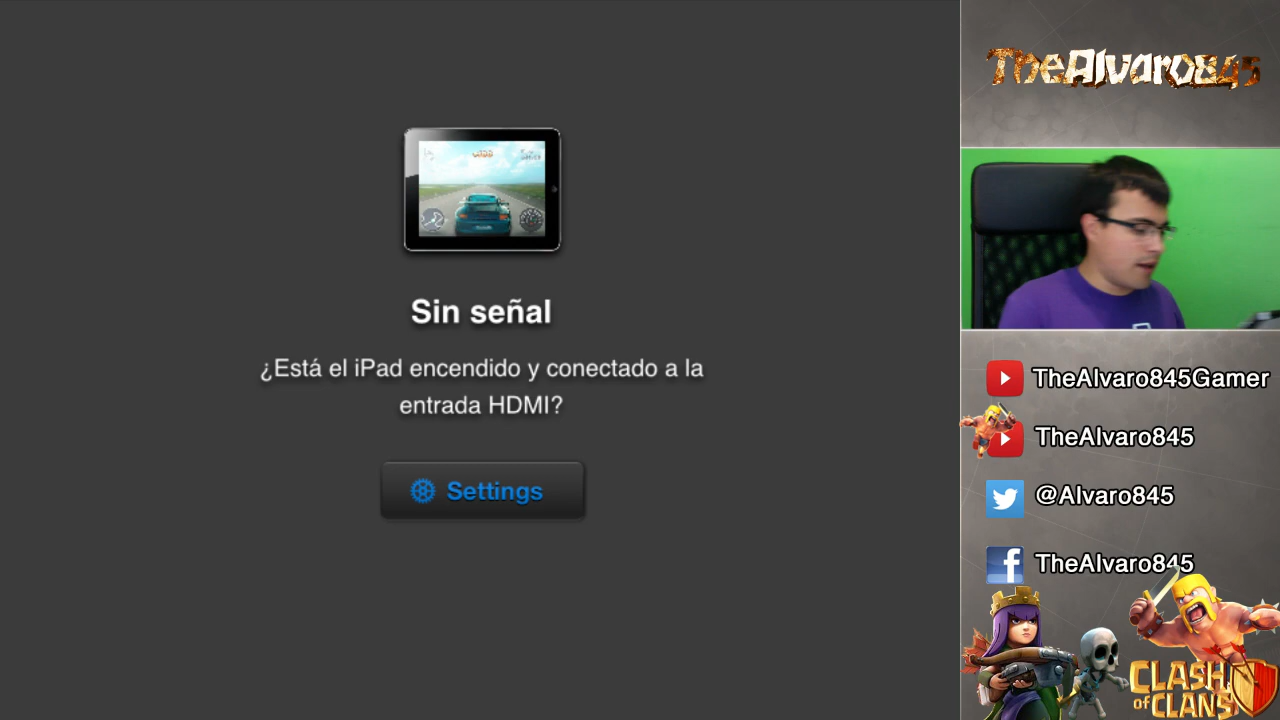 Sin señal
¿Está el iPad encendido y conectado a la
entrada HDMI?
Settings
TheAlvaro845
TheAlvaro845Gamer
TheAlvaro845
@Alvaro845
TheAlvaro845
CLASH
of CLANS